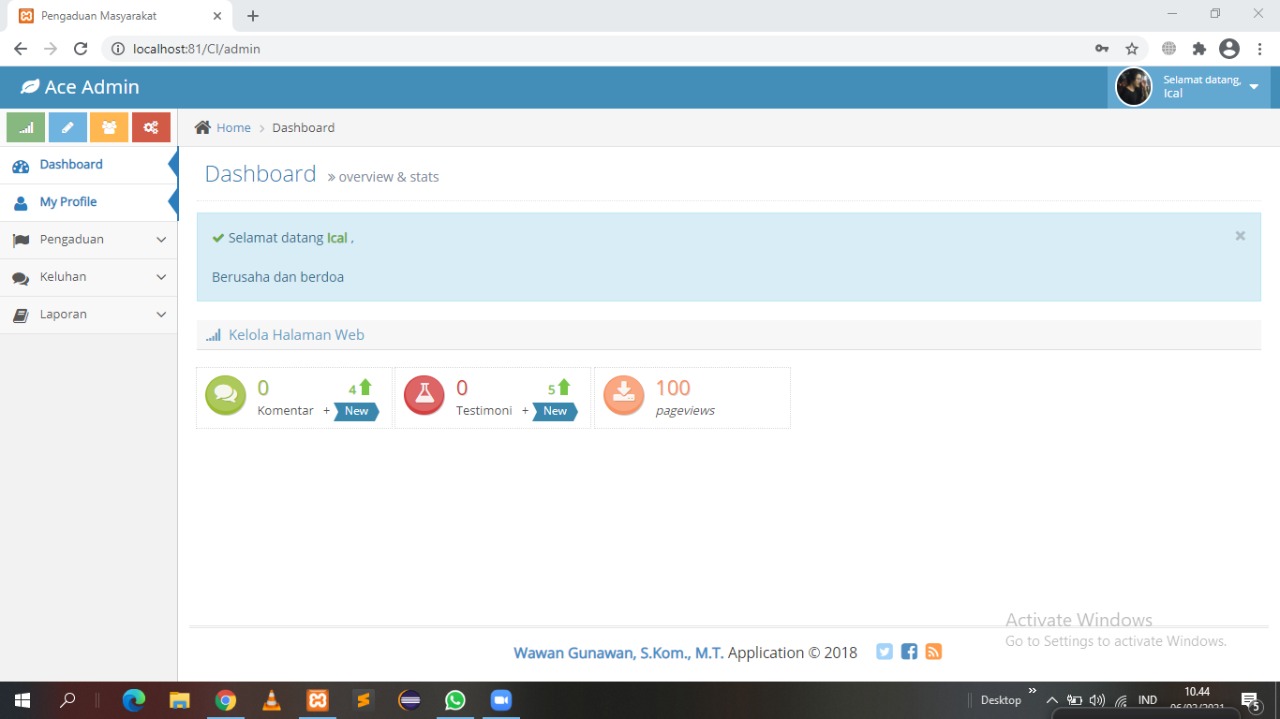 Pengaduan Masyarakat
localhost:81/CI/admin
Ace Admin
Selamat datang,
Ical
Home > Dashboard
Dashboard
My Profile
Pengaduan
Keluhan
Laporan
Dashboard » overview & stats
Selamat datang Ical ,
Berusaha dan berdoa
Kelola Halaman Web
0 4
Komentar + New
0 5
Testimoni + New
100
pageviews
Activate Windows
Go to Settings to activate Windows.
Wawan Gunawan, S.Kom., M.T. Application © 2018
Desktop
IND
10.44
5